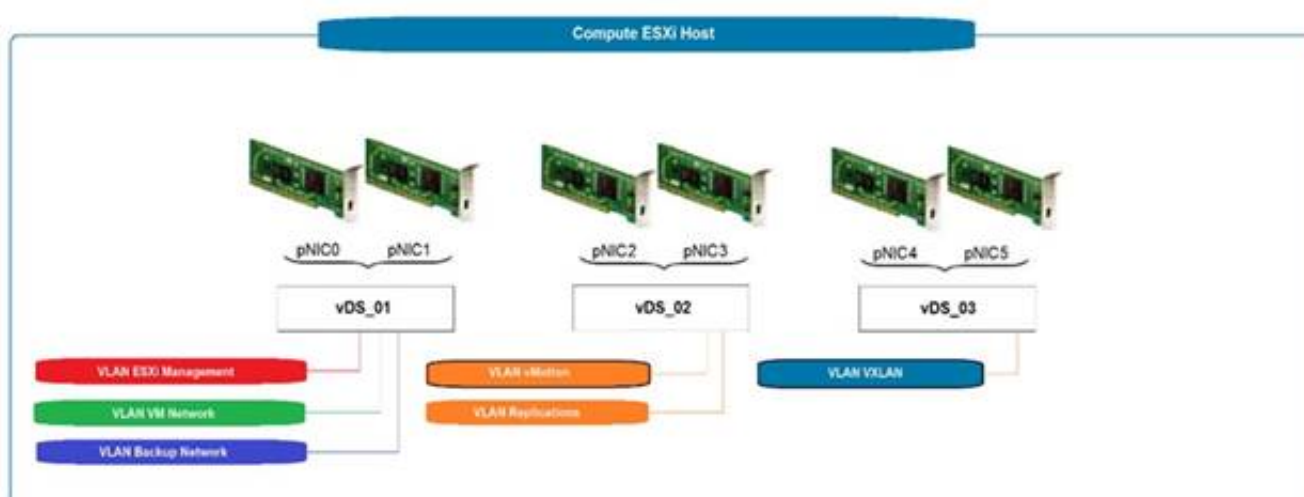 Compute ESXi Host
pNIC0 pNIC1 pNIC2 pNIC3 pNIC4 pNIC5
vDS_01 vDS_02 vDS_03
VLAN ESXi Management VLAN vMotion VLAN VXLAN
VLAN VM Network VLAN Replications
VLAN Backup Network